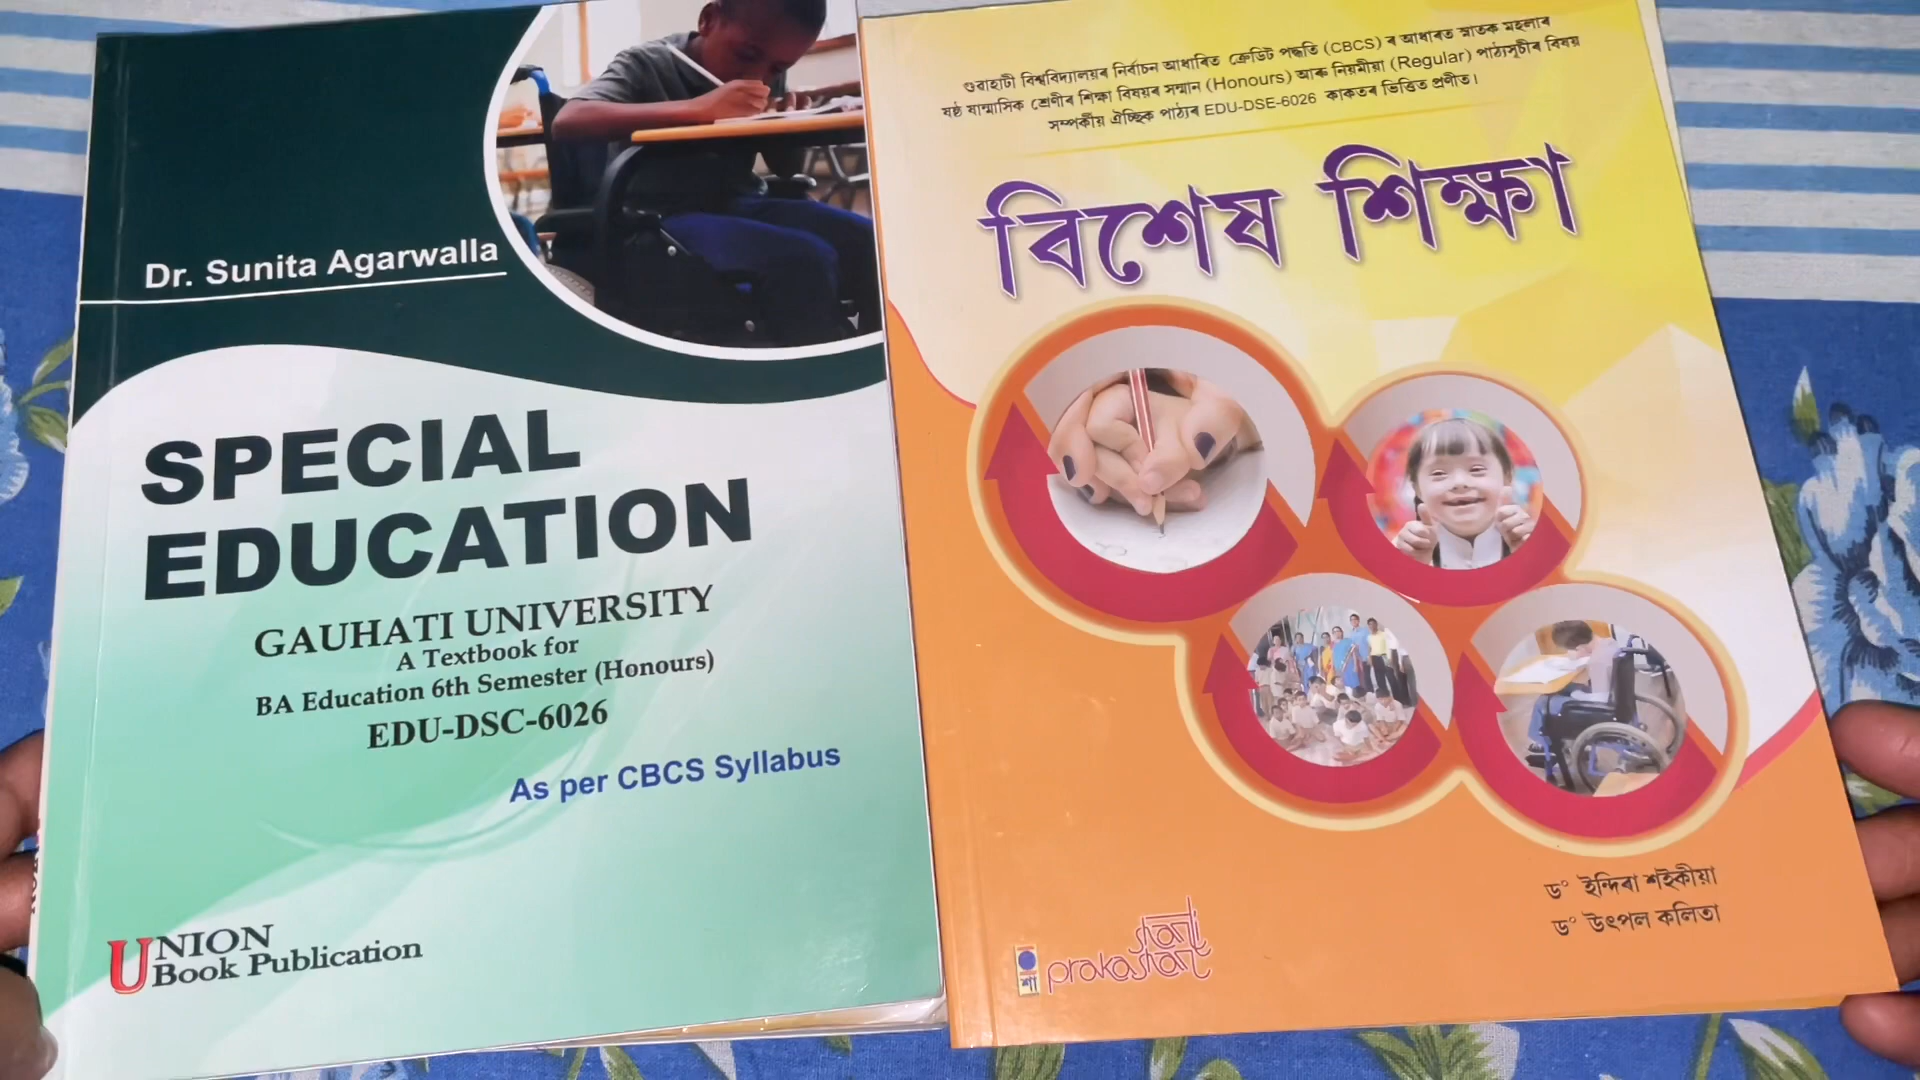 Dr. Sunita Agarwalla
SPECIAL
EDUCATION
GAUHATI UNIVERSITY
A Textbook for
BA Education 6th Semester (Honours)
EDU-DSC-6026
As per CBCS Syllabus
UNION
Book Publication
গুৱাহাটী বিশ্ববিদ্যালয়ৰ নিৰ্বাচন আধাৰিত ক্ৰেডিট পদ্ধতি (CBCS) ৰ আধাৰত স্নাতক মহলাৰ
ষষ্ঠ ষাণ্মাসিক শ্ৰেণীৰ শিক্ষা বিষয়ৰ সন্মান (Honours) আৰু নিয়মীয়া (Regular) পাঠ্যসূচীৰ বিষয়
সম্পৰ্কীয় ঐচ্ছিক পাঠ্যৰ EDU-DSE-6026 কাকতৰ ভিত্তিত প্ৰণীত।
বিশেষ শিক্ষা
ড° ইন্দিৰা শইকীয়া
ড° উৎপল কলিতা
shanti
prakashan
শা